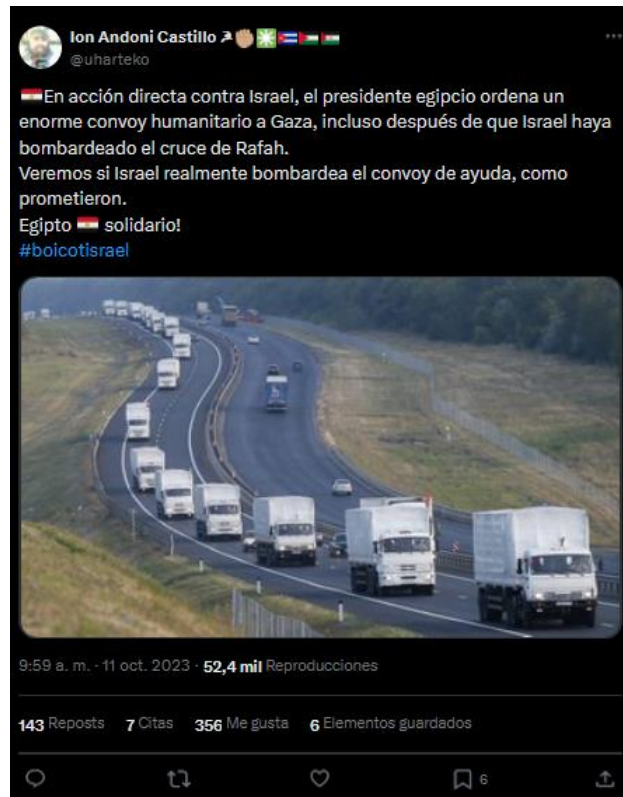 Ion Andoni Castillo
@uharteko
En acción directa contra Israel, el presidente egipcio ordena un
enorme convoy humanitario a Gaza, incluso después de que Israel haya
bombardeado el cruce de Rafah.
Veremos si Israel realmente bombardea el convoy de ayuda, como
prometieron.
Egipto 🇪🇬 solidario!
#boicotisrael
9:59 a. m. · 11 oct. 2023 · 52,4 mil Reproducciones
143 Reposts 7 Citas 356 Me gusta 6 Elementos guardados
6